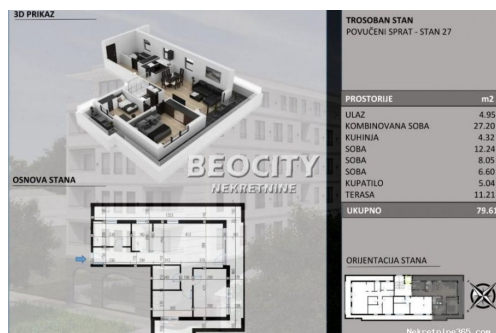 3D PRIKAZ
TROSOBAN STAN
POVUČENI SPRAT - STAN 27
PROSTORIJE m2
ULAZ 4.95
KOMBINOVANA SOBA 27.20
KUHINJA 4.32
SOBA 12.24
SOBA 8.05
SOBA 6.60
KUPATILO 5.04
TERASA 11.21
UKUPNO 79.61
BEOCITY
NEKRETNINE
OSNOVA STANA
ORIJENTACIJA STANA
Nekretnine365.com